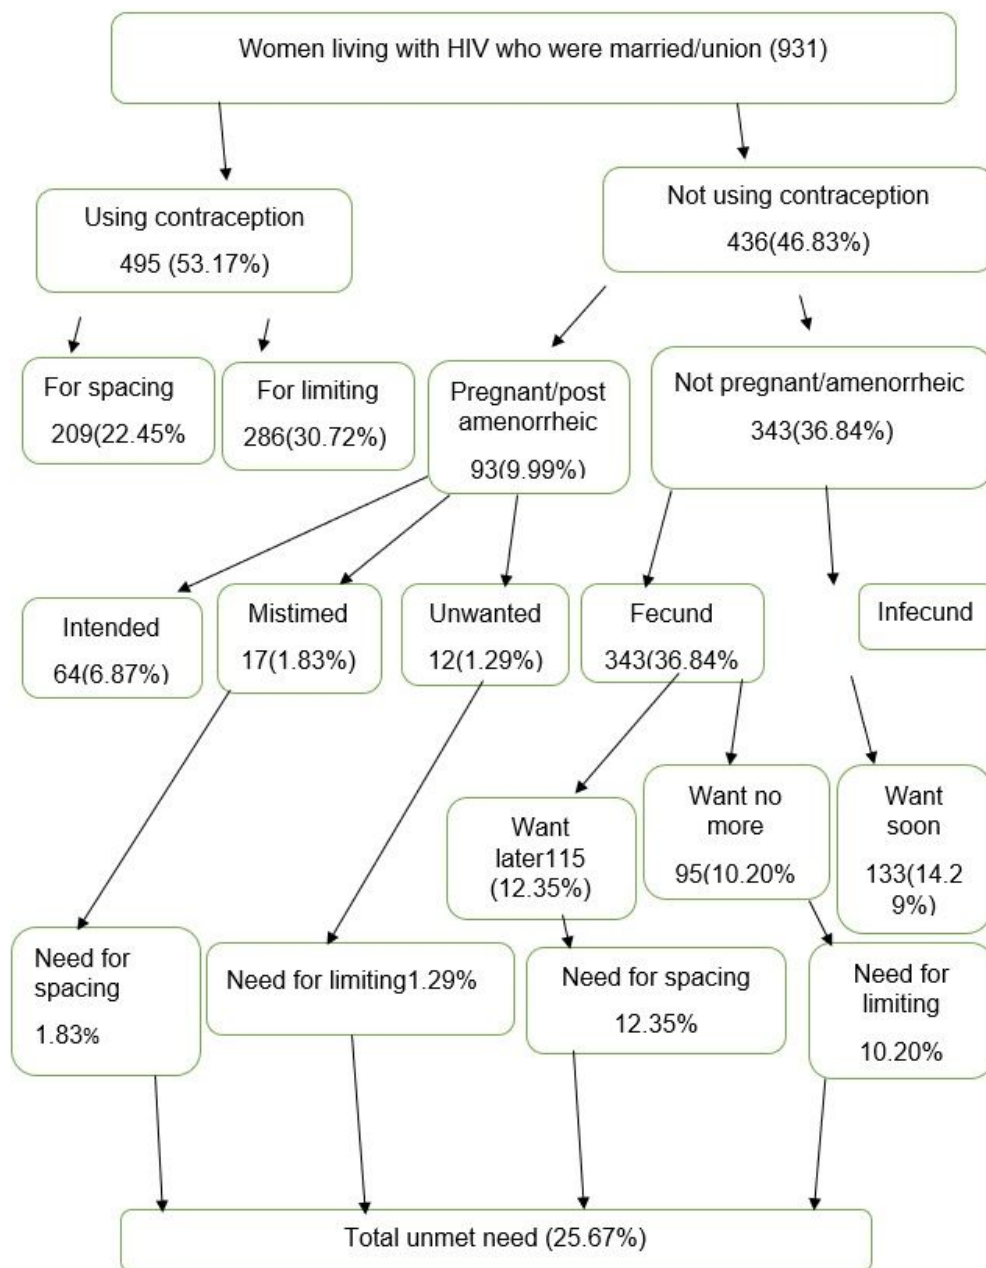 Women living with HIV who were married/union (931)
Using contraception
495 (53.17%)
Not using contraception
436(46.83%)
For spacing
209(22.45%
For limiting
286(30.72%)
Pregnant/post
amenorrheic
93(9.99%)
Not pregnant/amenorrheic
343(36.84%)
Intended
64(6.87%)
Mistimed
17(1.83%)
Unwanted
12(1.29%)
Fecund
343(36.84%
Infecund
Want
later115
(12.35%)
Want no
more
95(10.20%
Want
soon
133(14.2
9%)
Need for
spacing
1.83%
Need for limiting1.29%
Need for spacing
12.35%
Need for
limiting
10.20%
Total unmet need (25.67%)